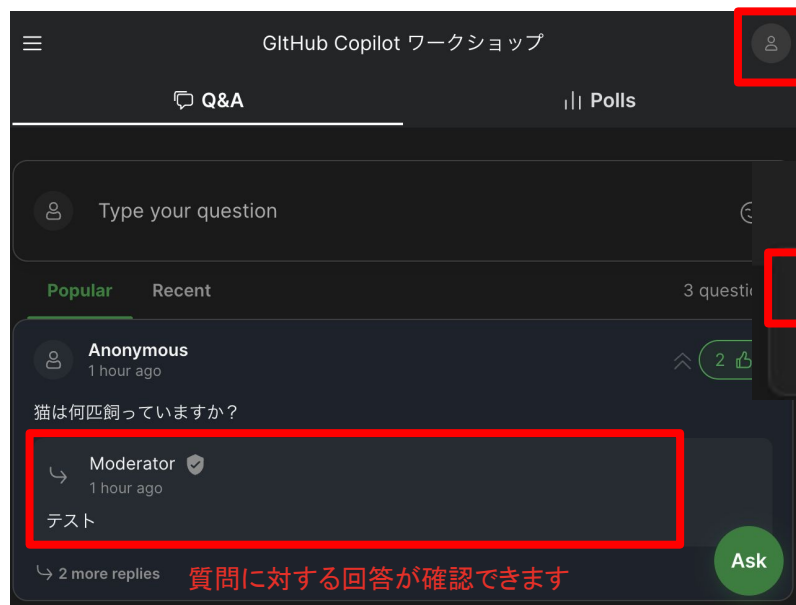 GItHub Copilot ワークショップ
Q&A
Polls
Type your question
Popular
Recent
3
Anonymous
1 hour ago
2
猫は何匹飼っていますか？
Moderator
1 hour ago
テスト
2 more replies
質問に対する回答が確認できます
Ask